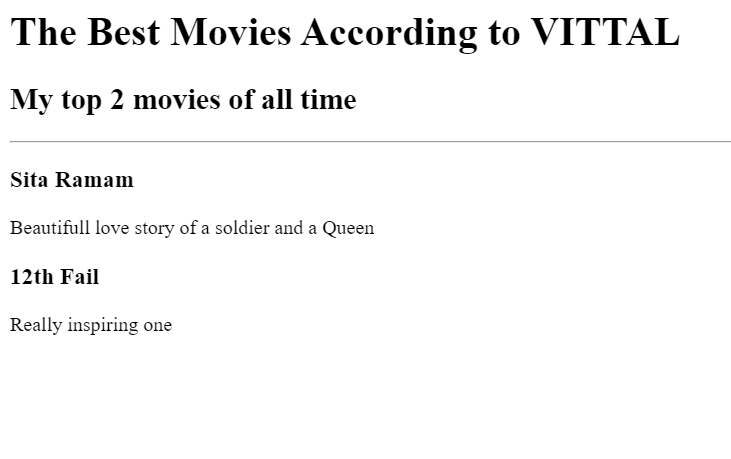 The Best Movies According to VITTAL
My top 2 movies of all time
Sita Ramam
Beautifull love story of a soldier and a Queen
12th Fail
Really inspiring one